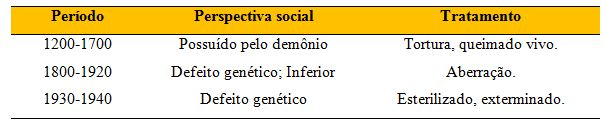 Período Perspectiva social Tratamento
1200-1700 Possuído pelo demônio Tortura, queimado vivo.
1800-1920 Defeito genético; Inferior Aberração.
1930-1940 Defeito genético Esterilizado, exterminado.